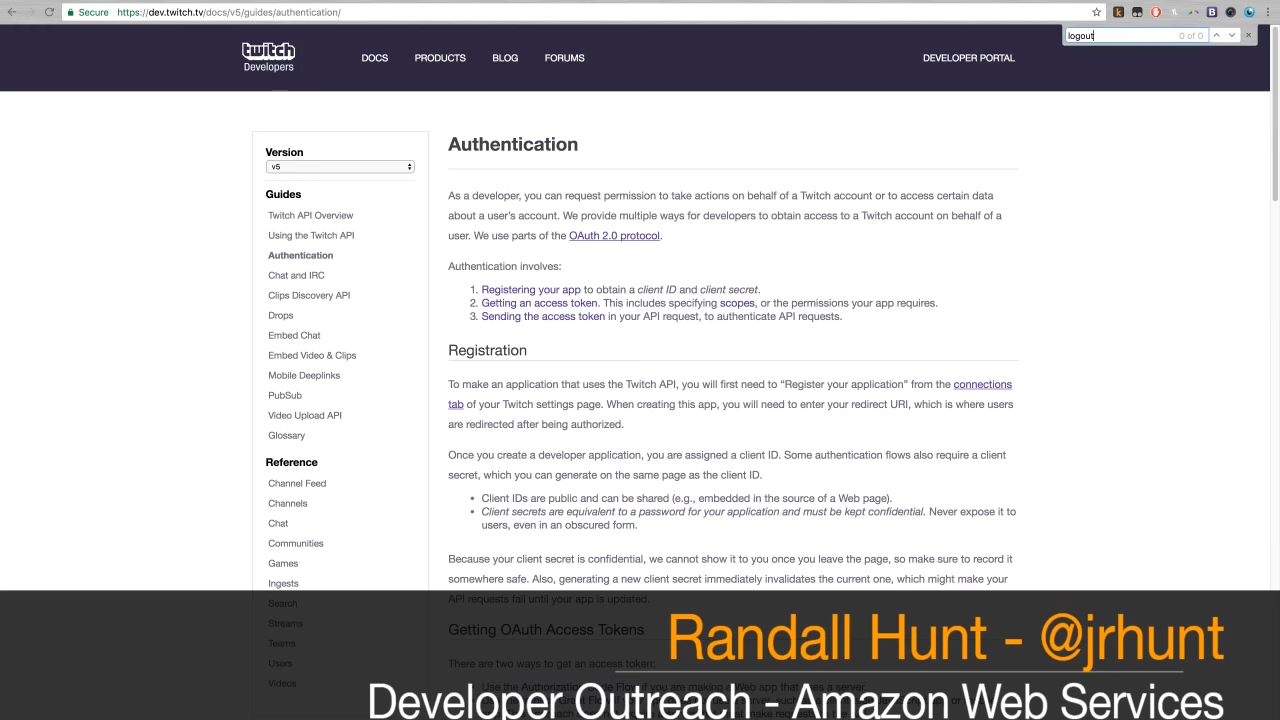 Secure https://dev.twitch.tv/docs/v5/guides/authentication/
logout 0 of 0
twitch
Developers
DOCS PRODUCTS BLOG FORUMS DEVELOPER PORTAL
Version
v5
Guides
Twitch API Overview
Using the Twitch API
Authentication
Chat and IRC
Clips Discovery API
Drops
Embed Chat
Embed Video & Clips
Mobile Deeplinks
PubSub
Video Upload API
Glossary
Reference
Channel Feed
Channels
Chat
Communities
Games
Ingests
Search
Streams
Teams
Users
Videos
Authentication
As a developer, you can request permission to take actions on behalf of a Twitch account or to access certain data
about a user's account. We provide multiple ways for developers to obtain access to a Twitch account on behalf of a
user. We use parts of the OAuth 2.0 protocol.
Authentication involves:
1. Registering your app to obtain a client ID and client secret.
2. Getting an access token. This includes specifying scopes, or the permissions your app requires.
3. Sending the access token in your API request, to authenticate API requests.
Registration
To make an application that uses the Twitch API, you will first need to “Register your application” from the connections
tab of your Twitch settings page. When creating this app, you will need to enter your redirect URI, which is where users
are redirected after being authorized.
Once you create a developer application, you are assigned a client ID. Some authentication flows also require a client
secret, which you can generate on the same page as the client ID.
• Client IDs are public and can be shared (e.g., embedded in the source of a Web page).
• Client secrets are equivalent to a password for your application and must be kept confidential. Never expose it to
users, even in an obscured form.
Because your client secret is confidential, we cannot show it to you once you leave the page, so make sure to record it
somewhere safe. Also, generating a new client secret immediately invalidates the current one, which might make your
API requests fail until your app is updated.
Getting OAuth Access Tokens
There are two ways to get an access token:
Randall Hunt - @jrhunt
Developer Outreach - Amazon Web Services